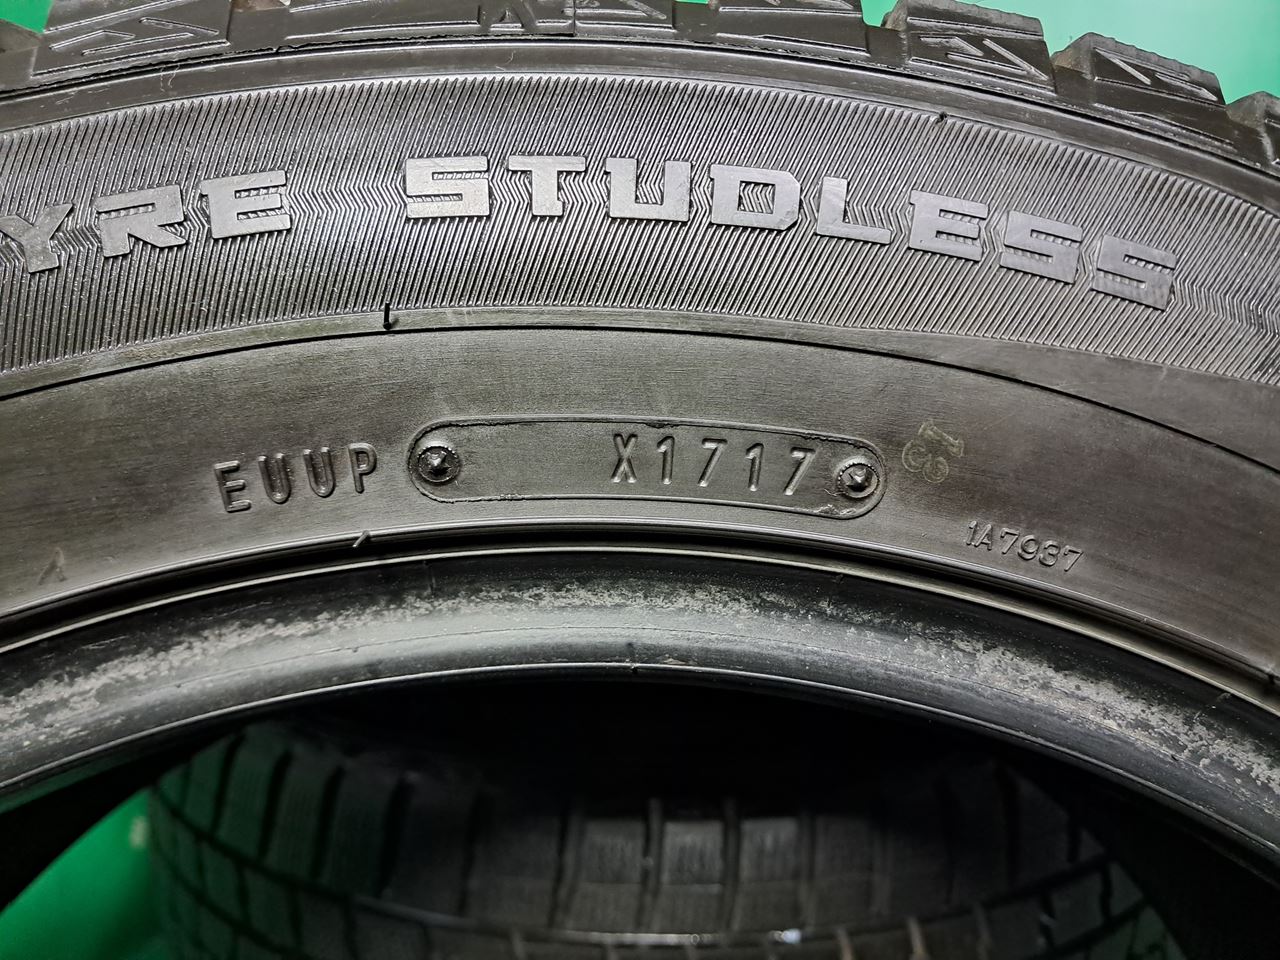 YRE STUDLESS
EUUP X1717
1A7937